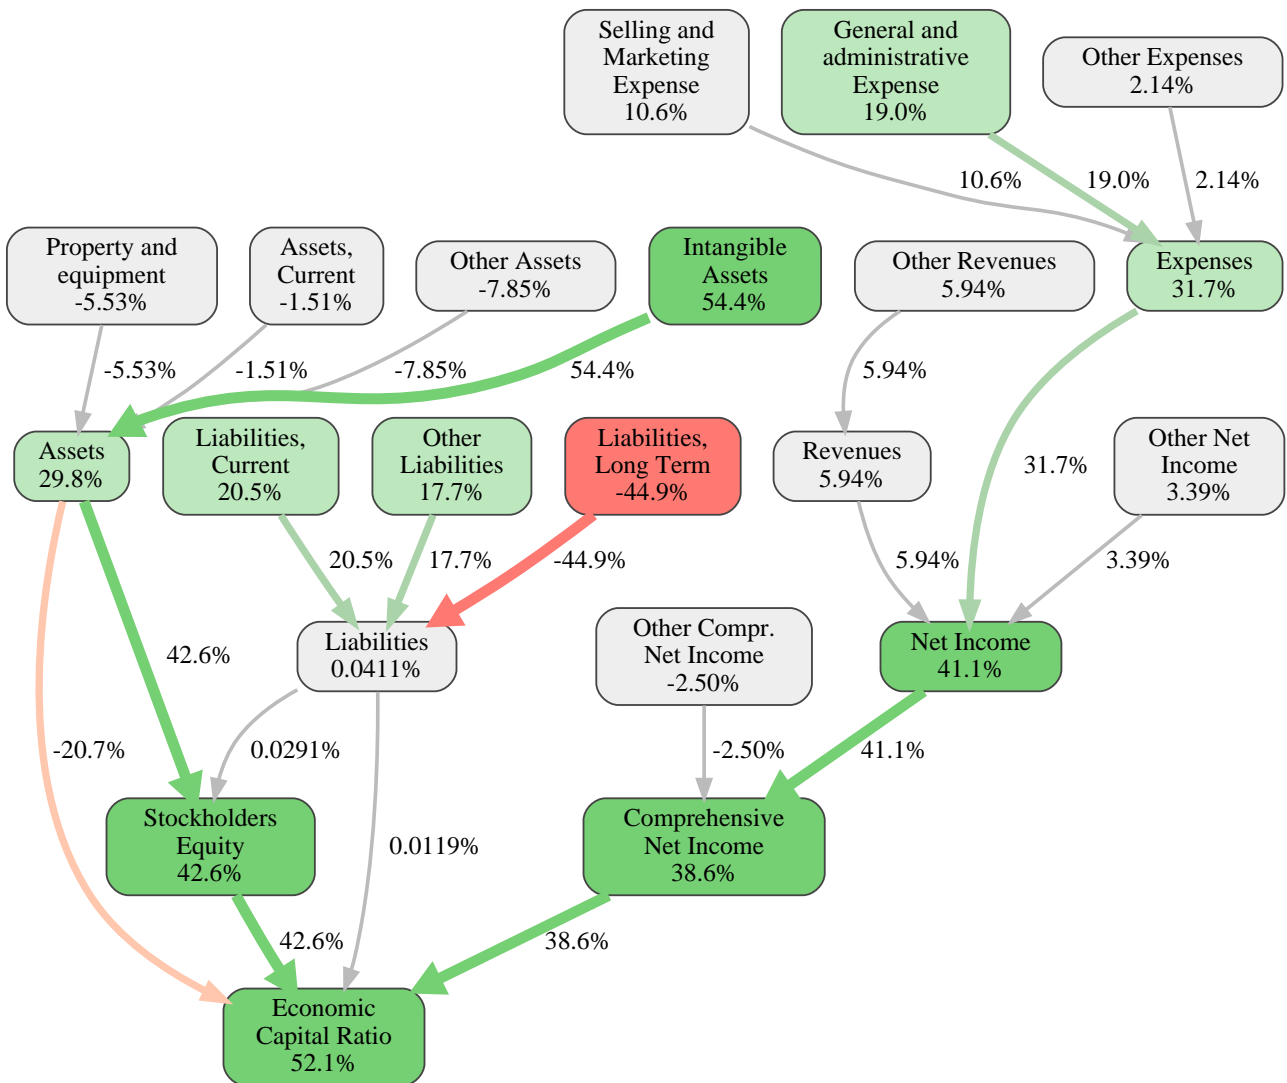 Selling and
Marketing
Expense
10.6%
General and
administrative
Expense
19.0%
Other Expenses
2.14%
10.6%
19.0%
2.14%
Property and
equipment
-5.53%
Assets,
Current
-1.51%
Other Assets
-7.85%
Intangible
Assets
54.4%
Other Revenues
5.94%
Expenses
31.7%
-5.53%
-1.51%
-7.85%
54.4%
5.94%
31.7%
Assets
29.8%
Liabilities,
Current
20.5%
Other
Liabilities
17.7%
Liabilities,
Long Term
-44.9%
Revenues
5.94%
Other Net
Income
3.39%
20.5%
17.7%
-44.9%
5.94%
3.39%
42.6%
Liabilities
0.0411%
Other Compr.
Net Income
-2.50%
Net Income
41.1%
-20.7%
0.0291%
-2.50%
41.1%
Stockholders
Equity
42.6%
0.0119%
Comprehensive
Net Income
38.6%
42.6%
38.6%
Economic
Capital Ratio
52.1%